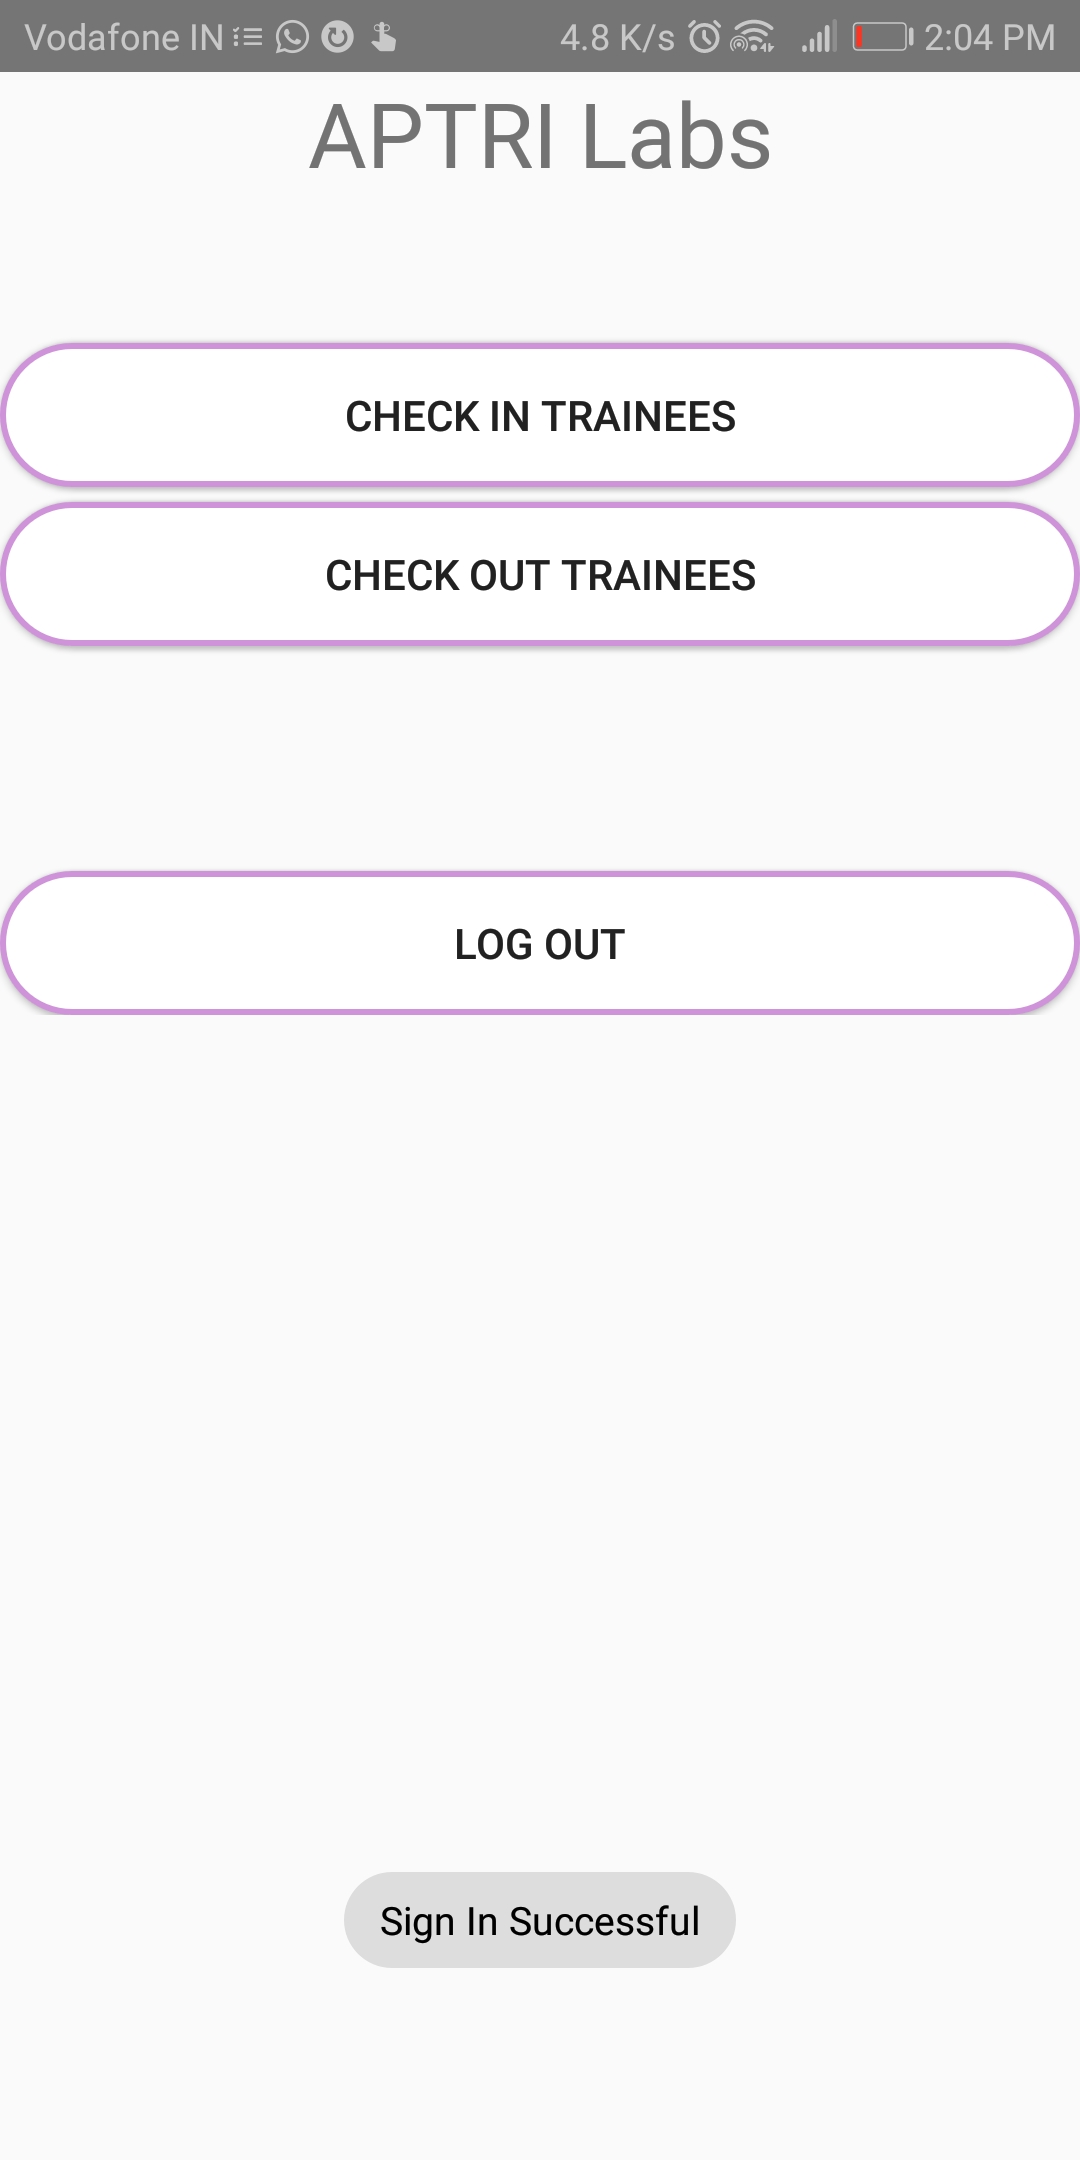 Vodafone IN 4.8 K/s 2:04 PM
APTRI Labs
CHECK IN TRAINEES
CHECK OUT TRAINEES
LOG OUT
Sign In Successful